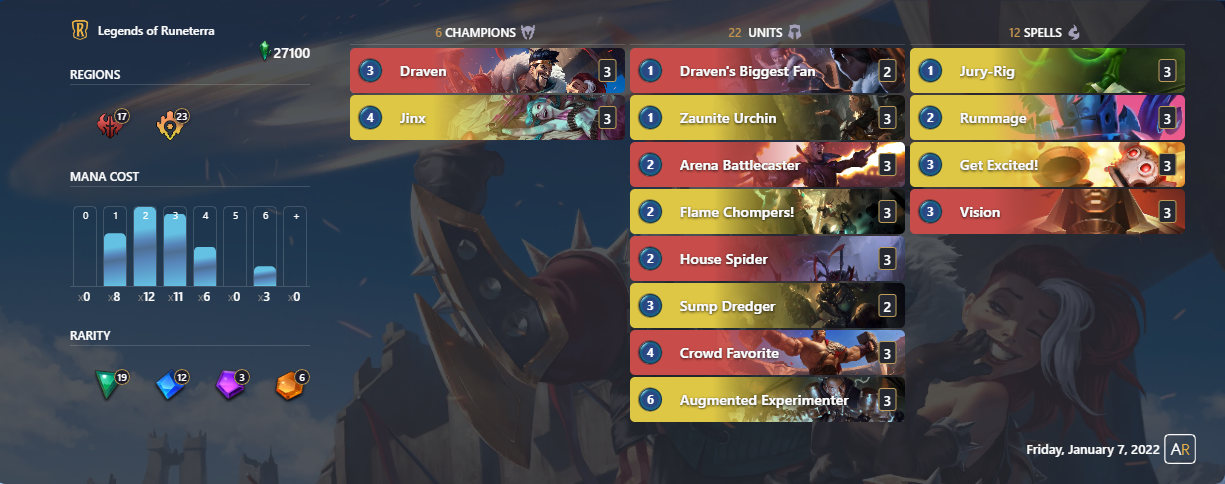 Legends of Runeterra
27100
REGIONS
17
23
MANA COST
0 1 2 3 4 5 6 +
x0 x8 x12 x11 x6 x0 x3 x0
RARITY
19 12 3 6
6 CHAMPIONS
3 Draven 3
4 Jinx 3
22 UNITS
1 Draven's Biggest Fan 2
1 Zaunite Urchin 3
2 Arena Battlecaster 3
2 Flame Chompers! 3
2 House Spider 3
3 Sump Dredger 2
4 Crowd Favorite 3
6 Augmented Experimenter 3
12 SPELLS
1 Jury-Rig 3
2 Rummage 3
3 Get Excited! 3
3 Vision 3
Friday, January 7, 2022 AR